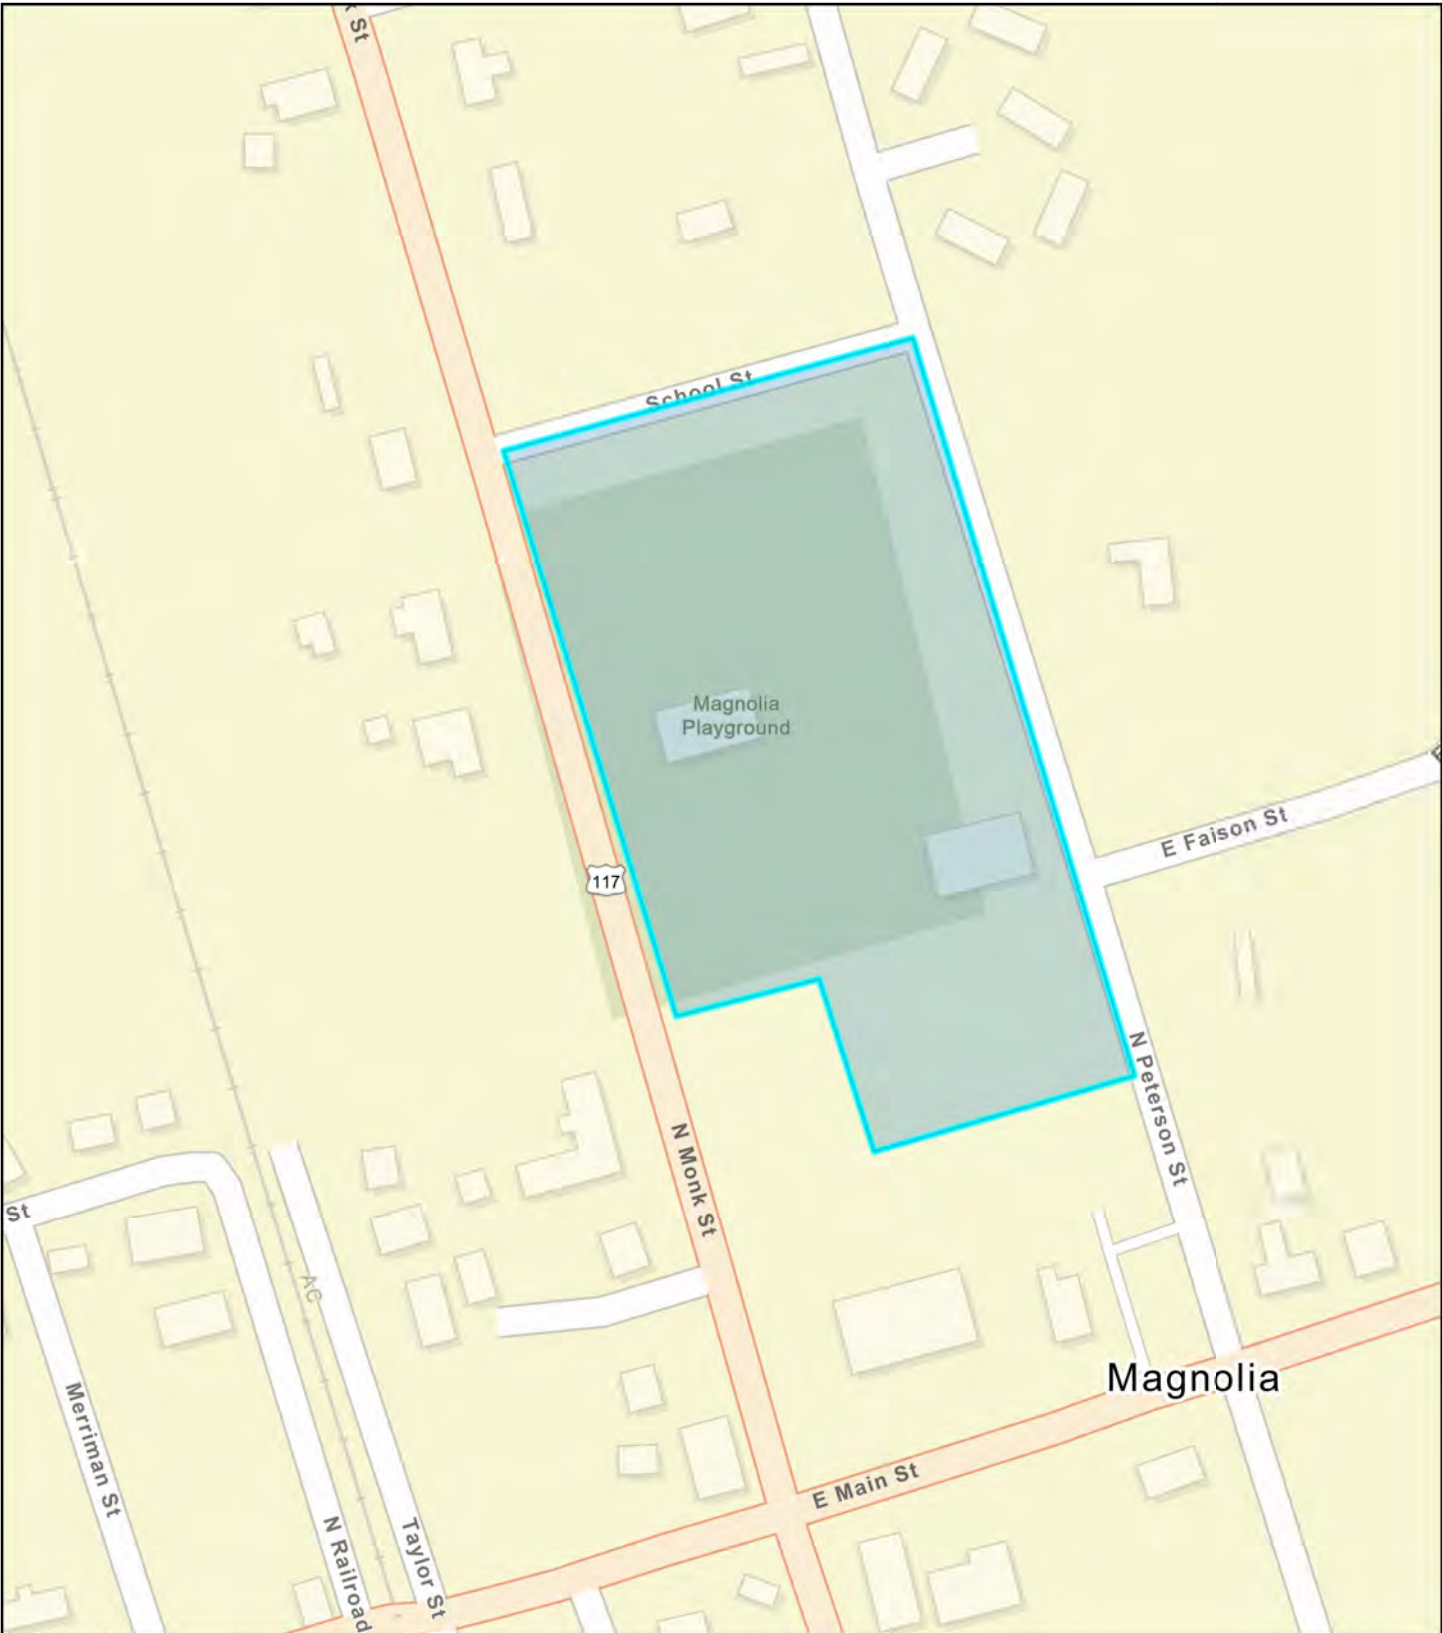 St
School St
Magnolia
Playground
E Faison St
117
N Peterson St
N Monk St
St
AC
Magnolia
Merriman St
E Main St
N Railroad
Taylor St